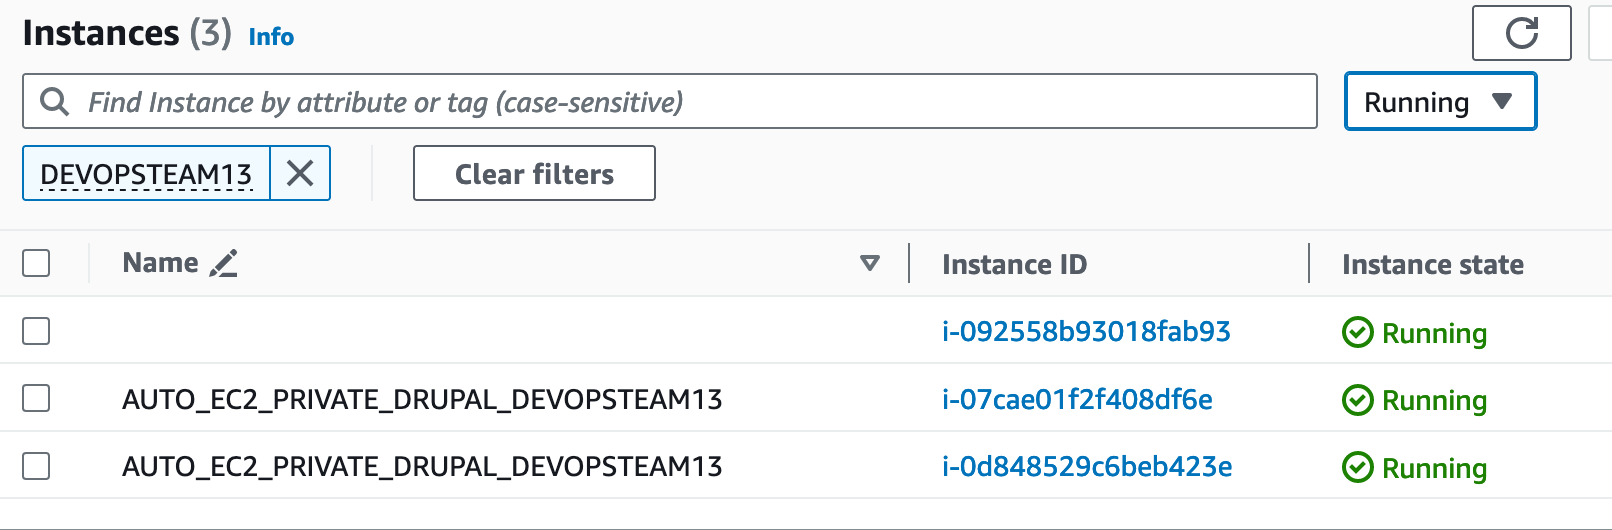 Instances (3) Info
Find Instance by attribute or tag (case-sensitive)
Running
DEVOPSTEAM13
Clear filters
Name Instance ID Instance state
i-092558b93018fab93 Running
AUTO_EC2_PRIVATE_DRUPAL_DEVOPSTEAM13 i-07cae01f2f408df6e Running
AUTO_EC2_PRIVATE_DRUPAL_DEVOPSTEAM13 i-0d848529c6beb423e Running